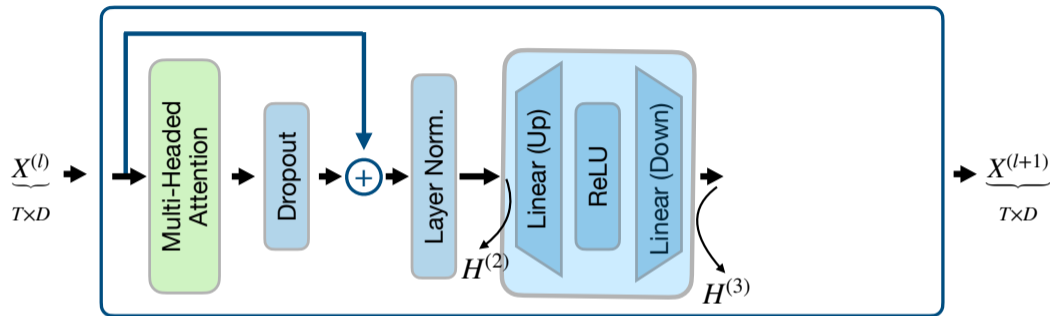 X^{(l)}
T×D
Multi-Headed
Attention
Dropout
+
Layer Norm.
H^{(2)}
Linear (Up)
ReLU
Linear (Down)
H^{(3)}
X^{(l+1)}
T×D